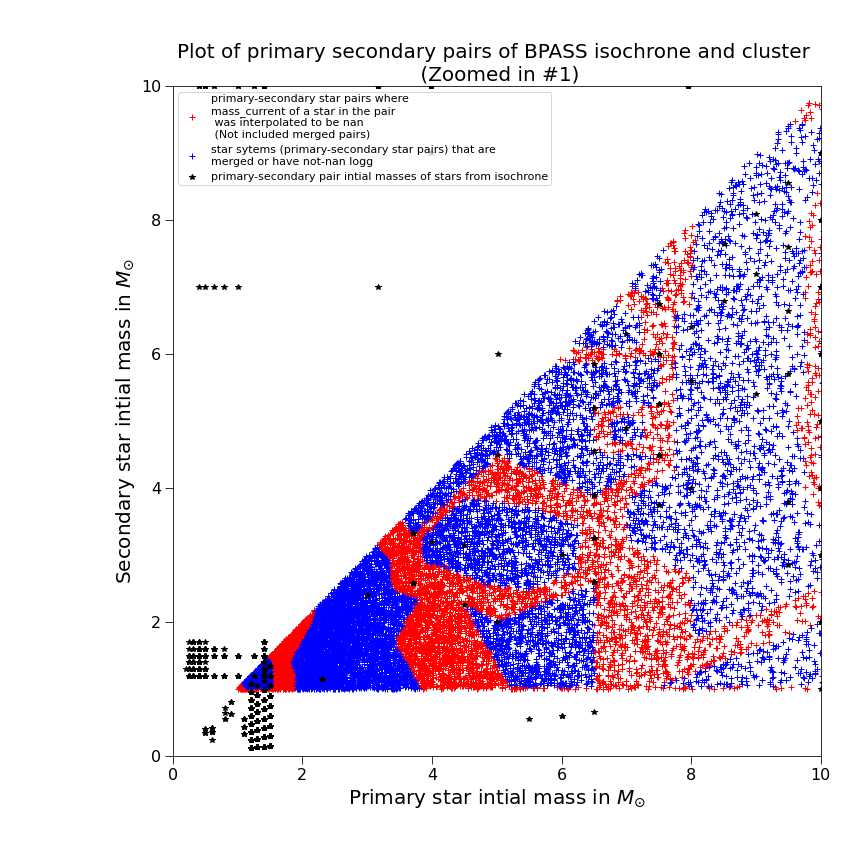 Plot of primary secondary pairs of BPASS isochrone and cluster
(Zoomed in #1)
10
primary-secondary star pairs where
mass_current of a star in the pair
was interpolated to be nan
(Not included merged pairs)
star sytems (primary-secondary star pairs) that are
merged or have not-nan logg
primary-secondary pair intial masses of stars from isochrone
8
6
4
2
0
Secondary star intial mass in M⊙
0 2 4 6 8 10
Primary star intial mass in M⊙